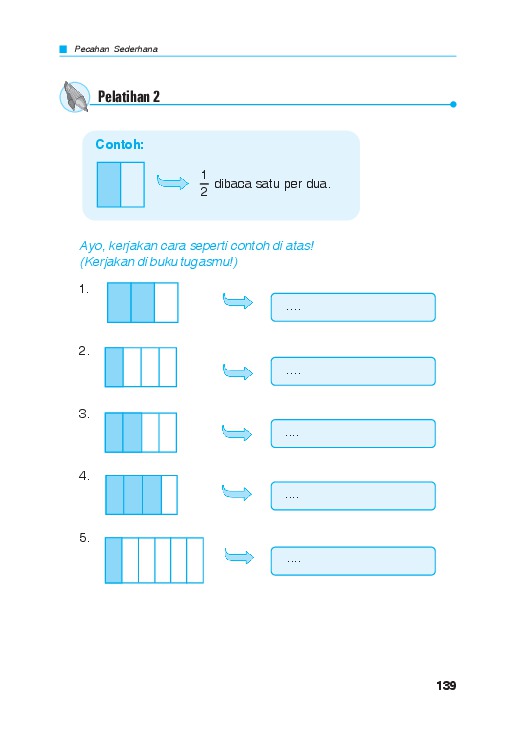 Pecahan Sederhana
Pelatihan 2
Contoh:
1/2 dibaca satu per dua.
Ayo, kerjakan cara seperti contoh di atas!
(Kerjakan di buku tugasmu!)
1. ....
2. ....
3. ....
4. ....
5. ....
139